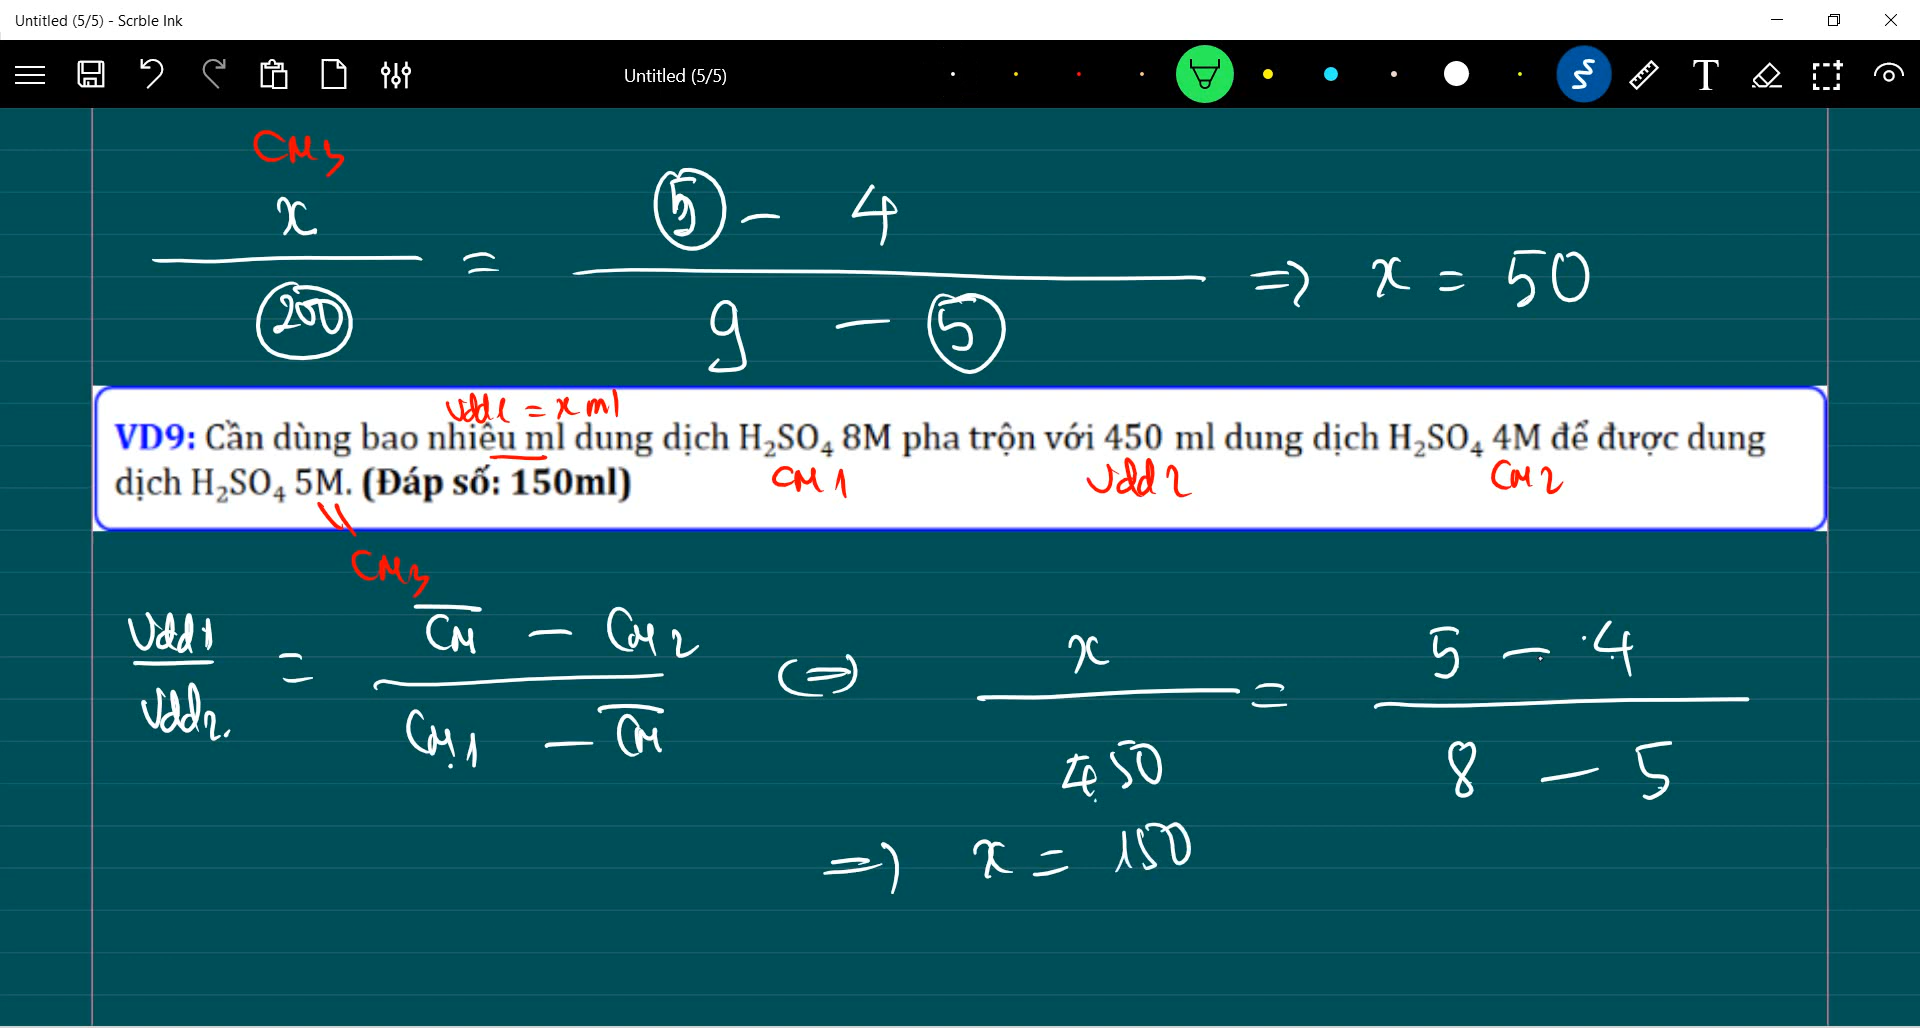 Untitled (5/5) - Scrble Ink
Untitled (5/5)
T
CM3
x / 200 = 5 - 4 / 9 - 5 => x = 50
Vdd1 = x ml
VD9: Cần dùng bao nhiêu ml dung dịch H₂SO₄ 8M pha trộn với 450 ml dung dịch H₂SO₄ 4M để được dung
dịch H₂SO₄ 5M. (Đáp số: 150ml)
CM1 Vdd2 CM2
CM3
Vdd1 / Vdd2 = C̅M̅ - CM2 / CM1 - C̅M̅ <=> x / 450 = 5 - 4 / 8 - 5
=> x = 150